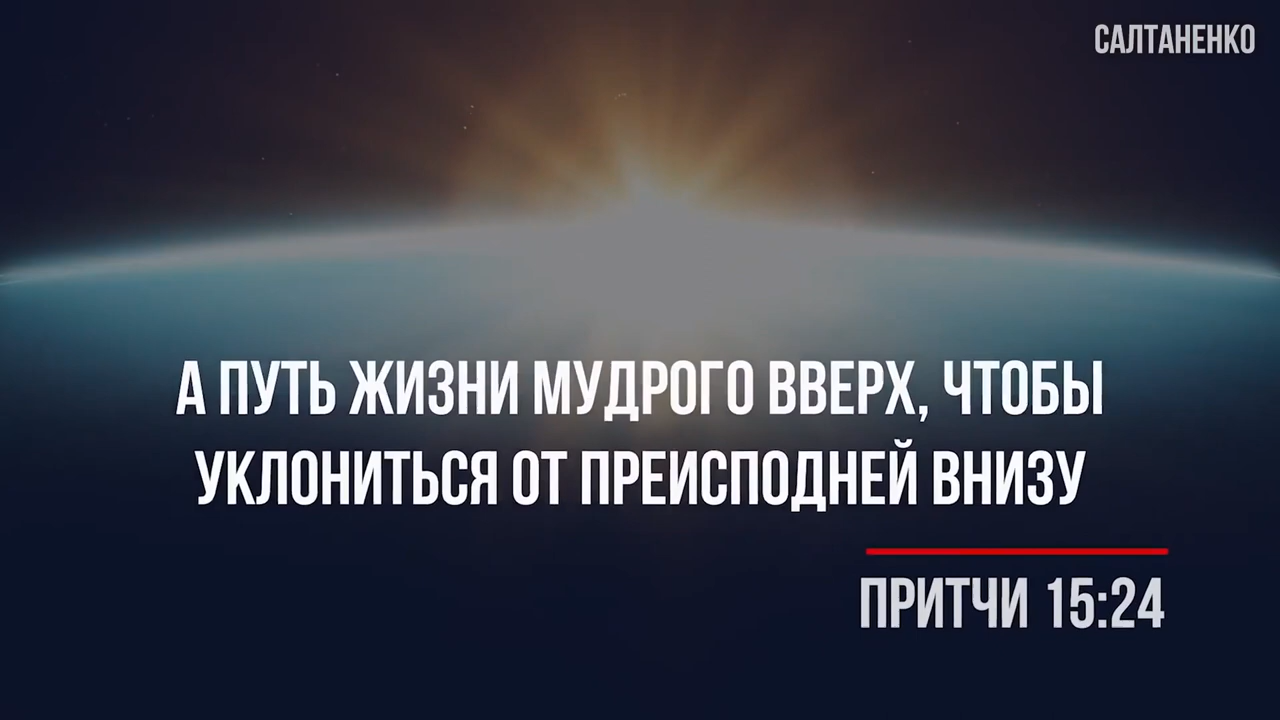 САЛТАНЕНКО
А ПУТЬ ЖИЗНИ МУДРОГО ВВЕРХ, ЧТОБЫ
УКЛОНИТЬСЯ ОТ ПРЕИСПОДНЕЙ ВНИЗУ
ПРИТЧИ 15:24